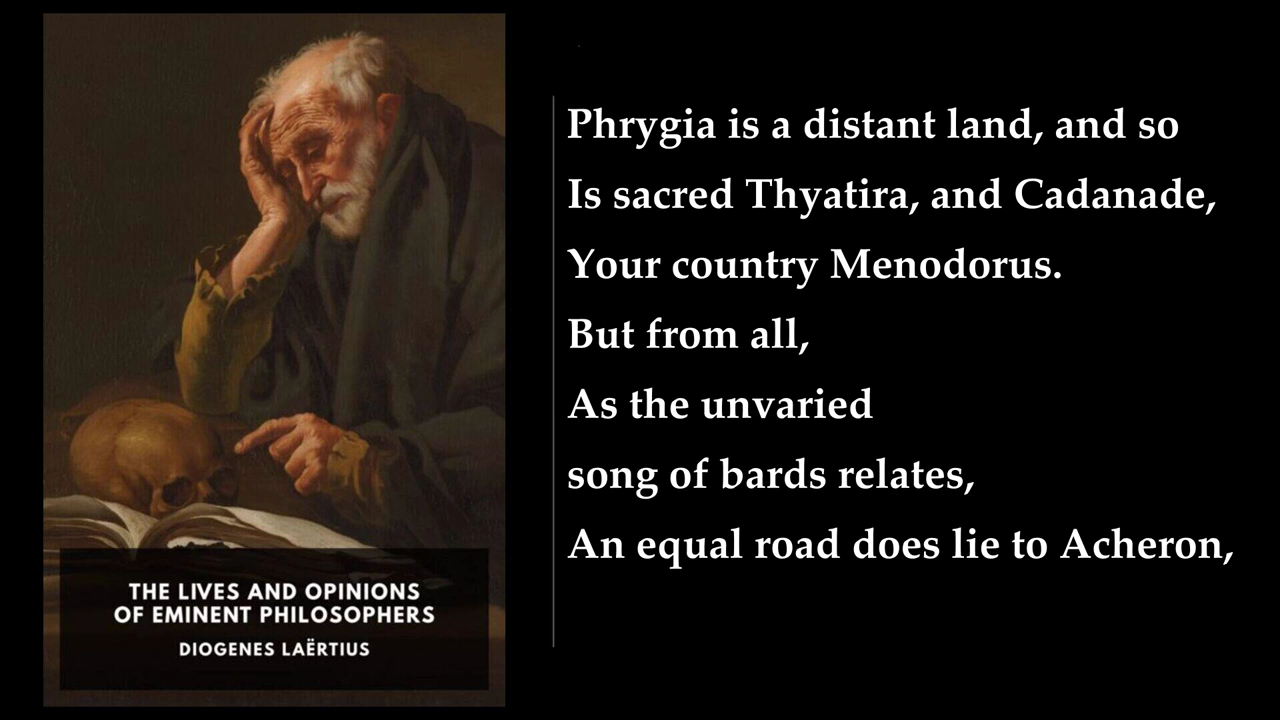 THE LIVES AND OPINIONS
OF EMINENT PHILOSOPHERS
DIOGENES LAËRTIUS
Phrygia is a distant land, and so
Is sacred Thyatira, and Cadanade,
Your country Menodorus.
But from all,
As the unvaried
song of bards relates,
An equal road does lie to Acheron,